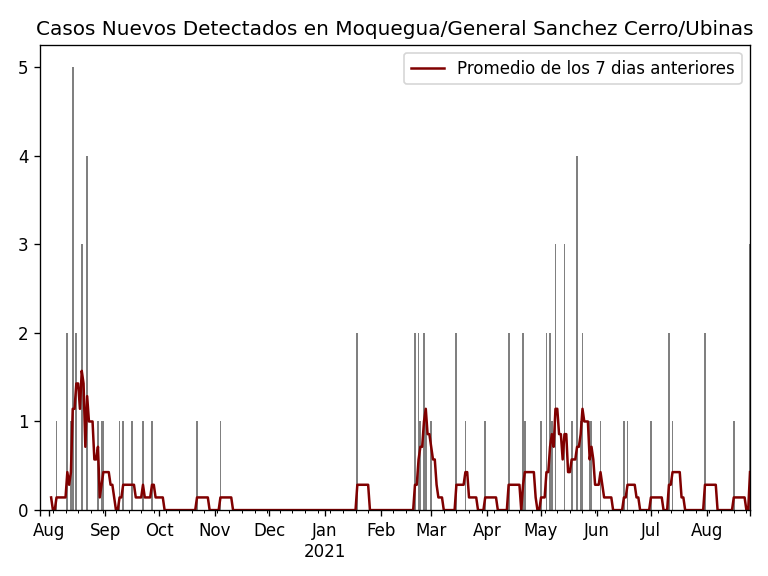 Casos Nuevos Detectados en Moquegua/General Sanchez Cerro/Ubinas
Promedio de los 7 dias anteriores
5
4
3
2
1
0
Aug Sep Oct Nov Dec Jan Feb Mar Apr May Jun Jul Aug
2021